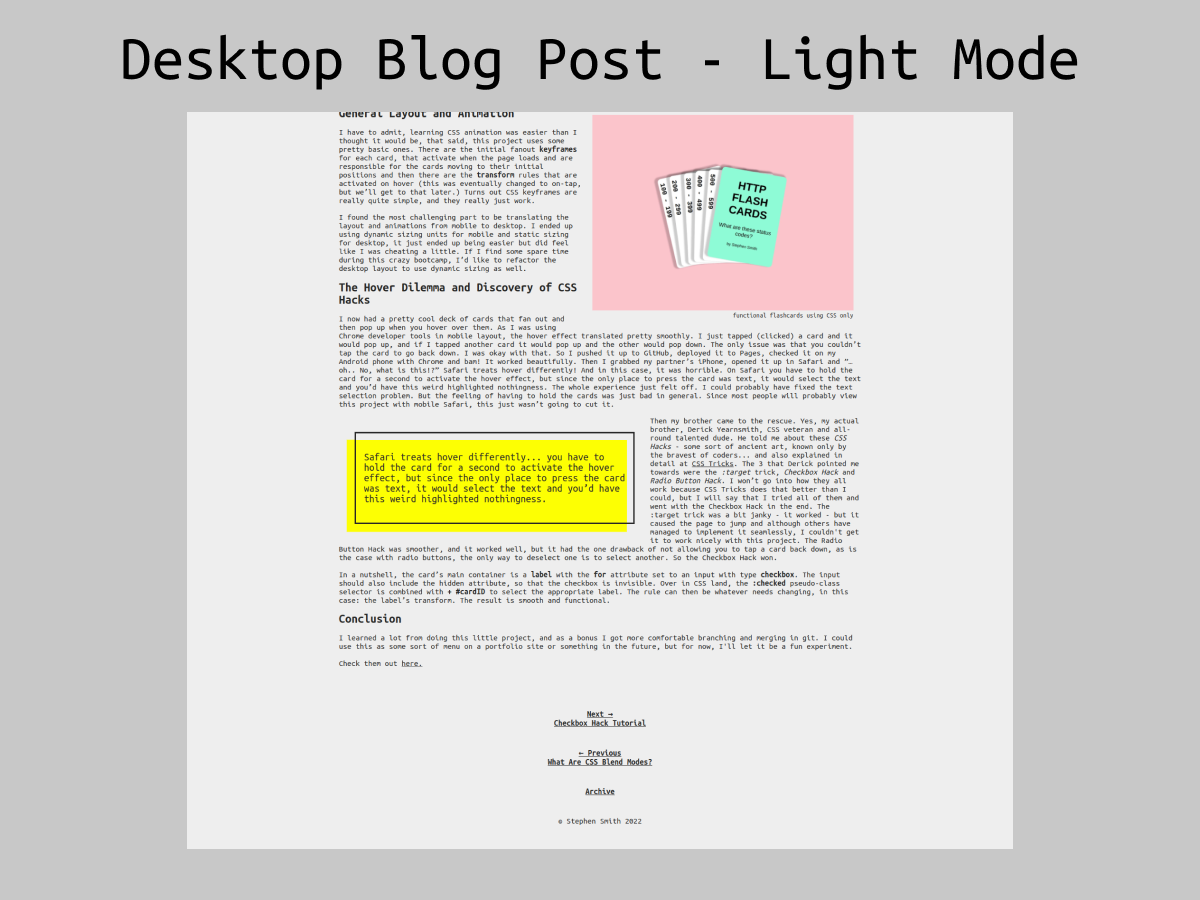 Desktop Blog Post - Light Mode
General Layout and Animation
I have to admit, learning CSS animation was easier than I
thought it would be, that said, this project uses some
pretty basic ones. There are the initial fanout keyframes
for each card, that activate when the page loads and are
responsible for the cards moving to their initial
positions and then there are the transform rules that are
activated on hover (this was eventually changed to on-tap,
but we'll get to that later.) Turns out CSS keyframes are
really quite simple, and they really just work.
I found the most challenging part to be translating the
layout and animations from mobile to desktop. I ended up
using dynamic sizing units for mobile and static sizing
for desktop, it just ended up being easier but did feel
like I was cheating a little. If I find some spare time
during this crazy bootcamp, I'd like to refactor the
desktop layout to use dynamic sizing as well.
100 - 199
200 - 299
300 - 399
400 - 499
500 - 599
HTTP
FLASH
CARDS
What are these status
codes?
by Stephen Smith
functional flashcards using CSS only
The Hover Dilemma and Discovery of CSS
Hacks
I now had a pretty cool deck of cards that fan out and
then pop up when you hover over them. As I was using
Chrome developer tools in mobile layout, the hover effect translated pretty smoothly. I just tapped (clicked) a card and it
would pop up, and if I tapped another card it would pop up and the other would pop down. The only issue was that you couldn't
tap the card to go back down. I was okay with that. So I pushed it up to GitHub, deployed it to Pages, checked it on my
Android phone with Chrome and bam! It worked beautifully. Then I grabbed my partner's iPhone, opened it up in Safari and "…
oh.. No, what is this!?" Safari treats hover differently! And in this case, it was horrible. On Safari you have to hold the
card for a second to activate the hover effect, but since the only place to press the card was text, it would select the text
and you'd have this weird highlighted nothingness. The whole experience just felt off. I could probably have fixed the text
selection problem. But the feeling of having to hold the cards was just bad in general. Since most people will probably view
this project with mobile Safari, this just wasn't going to cut it.
Safari treats hover differently... you have to
hold the card for a second to activate the hover
effect, but since the only place to press the card
was text, it would select the text and you'd have
this weird highlighted nothingness.
Then my brother came to the rescue. Yes, my actual
brother, Derick Yearnsmith, CSS veteran and all-
round talented dude. He told me about these CSS
Hacks - some sort of ancient art, known only by
the bravest of coders... and also explained in
detail at CSS Tricks. The 3 that Derick pointed me
towards were the :target trick, Checkbox Hack and
Radio Button Hack. I won't go into how they all
work because CSS Tricks does that better than I
could, but I will say that I tried all of them and
went with the Checkbox Hack in the end. The
:target trick was a bit janky - it worked - but it
caused the page to jump and although others have
managed to implement it seamlessly, I couldn't get
it to work nicely with this project. The Radio
Button Hack was smoother, and it worked well, but it had the one drawback of not allowing you to tap a card back down, as is
the case with radio buttons, the only way to deselect one is to select another. So the Checkbox Hack won.
In a nutshell, the card's main container is a label with the for attribute set to an input with type checkbox. The input
should also include the hidden attribute, so that the checkbox is invisible. Over in CSS land, the :checked pseudo-class
selector is combined with + #cardID to select the appropriate label. The rule can then be whatever needs changing, in this
case: the label's transform. The result is smooth and functional.
Conclusion
I learned a lot from doing this little project, and as a bonus I got more comfortable branching and merging in git. I could
use this as some sort of menu on a portfolio site or something in the future, but for now, I'll let it be a fun experiment.
Check them out here.
Next →
Checkbox Hack Tutorial
← Previous
What Are CSS Blend Modes?
Archive
© Stephen Smith 2022